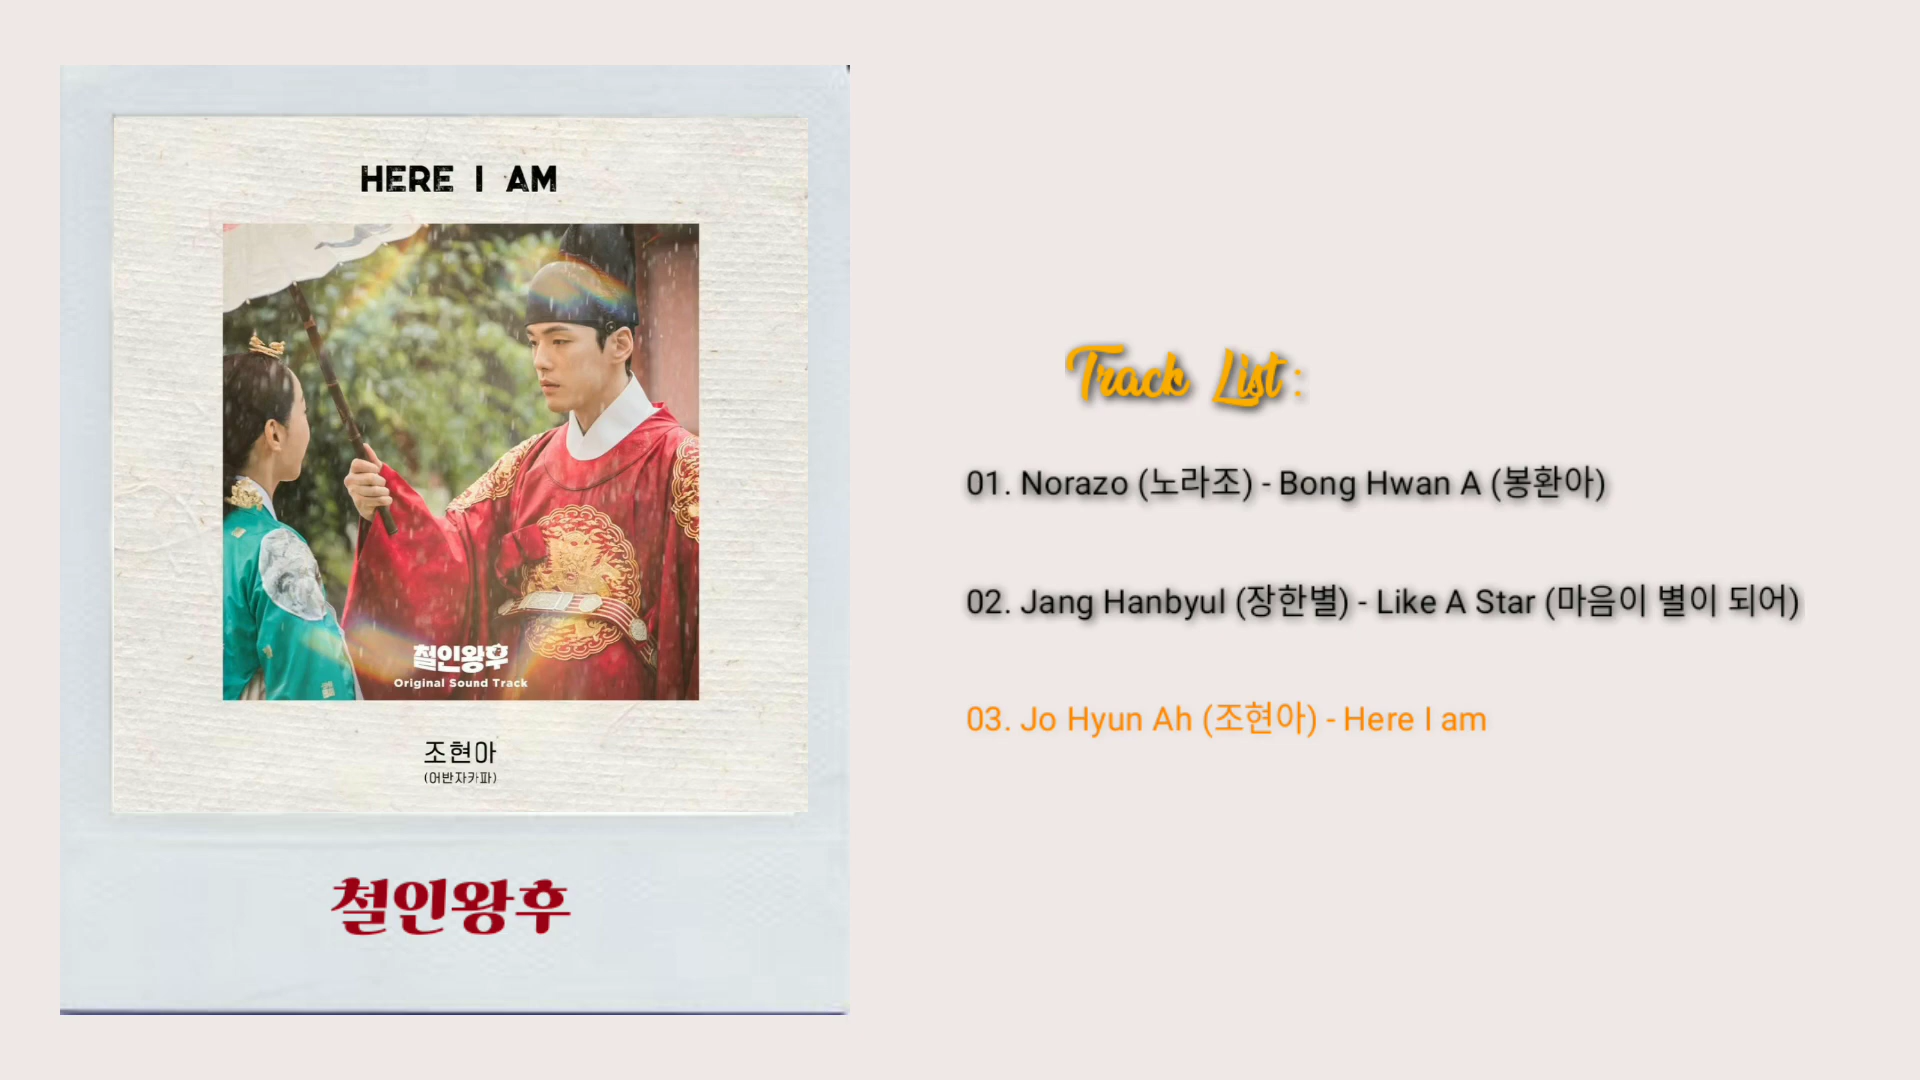 HERE I AM
철인왕후
Original Sound Track
조현아
(어반자카파)
철인왕후
Track List :
01. Norazo (노라조) - Bong Hwan A (봉환아)
02. Jang Hanbyul (장한별) - Like A Star (마음이 별이 되어)
03. Jo Hyun Ah (조현아) - Here I am